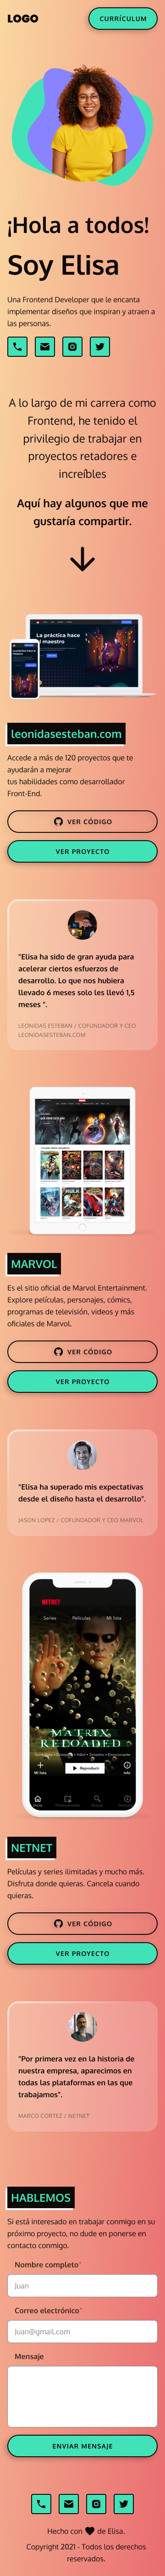 LOGO
CURRÍCULUM
¡Hola a todos!
Soy Elisa
Una Frontend Developer que le encanta
implementar diseños que inspiran y atraen a
las personas.
A lo largo de mi carrera como
Frontend, he tenido el
privilegio de trabajar en
proyectos retadores e
increíbles
Aquí hay algunos que me
gustaría compartir.
La práctica hace
leonidasesteban.com
Accede a más de 120 proyectos que te
ayudarán a mejorar
tus habilidades como desarrollador
Front-End.
VER CÓDIGO
VER PROYECTO
"Elisa ha sido de gran ayuda para
acelerar ciertos esfuerzos de
desarrollo. Lo que nos hubiera
llevado 6 meses solo les llevó 1,5
meses ".
LEONIDAS ESTEBAN / COFUNDADOR Y CEO
LEONIDASESTEBAN.COM
MARVOL
Es el sitio oficial de Marvol Entertainment.
Explore películas, personajes, cómics,
programas de televisión, videos y más
oficiales de Marvol.
VER CÓDIGO
VER PROYECTO
"Elisa ha superado mis expectativas
desde el diseño hasta el desarrollo".
JASON LOPEZ / COFUNDADOR Y CEO MARVOL
NETNET
Series Películas Mi lista
MATRIX
RELOADED
Mi lista
Reproducir
Info
NETNET
Películas y series ilimitadas y mucho más.
Disfruta donde quieras. Cancela cuando
quieras.
VER CÓDIGO
VER PROYECTO
"Por primera vez en la historia de
nuestra empresa, aparecimos en
todas las plataformas en las que
trabajamos".
MARCO CORTEZ / NETNET
HABLEMOS
Si está interesado en trabajar conmigo en su
próximo proyecto, no dude en ponerse en
contacto conmigo.
Nombre completo*
Juan
Correo electrónico*
Juan@gmail.com
Mensaje
ENVIAR MENSAJE
Hecho con de Elisa.
Copyright 2021 - Todos los derechos
reservados.